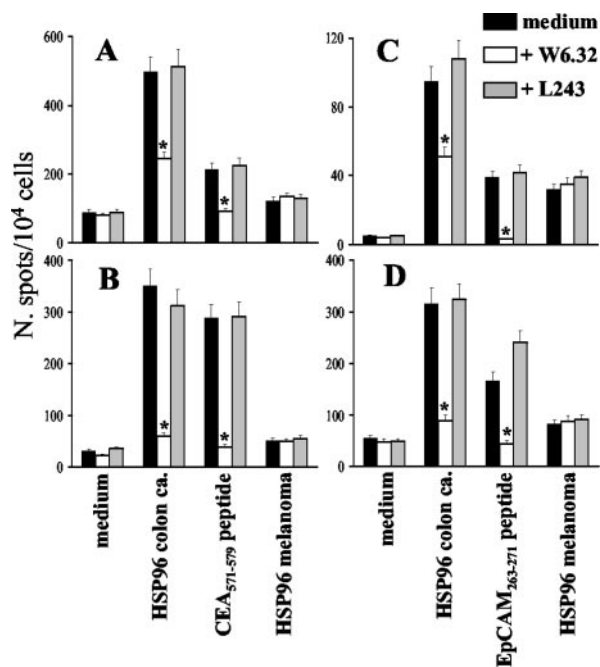 medium
+ W6.32
+ L243
N. spots/10⁴ cells
A
600
400
200
0
*
*
C
120
80
40
0
*
*
B
400
300
200
100
0
*
*
D
400
300
200
100
0
*
*
medium
HSP96 colon ca.
CEA₅₇₁₋₅₇₉ peptide
HSP96 melanoma
medium
HSP96 colon ca.
EpCAM₂₆₃₋₂₇₁ peptide
HSP96 melanoma